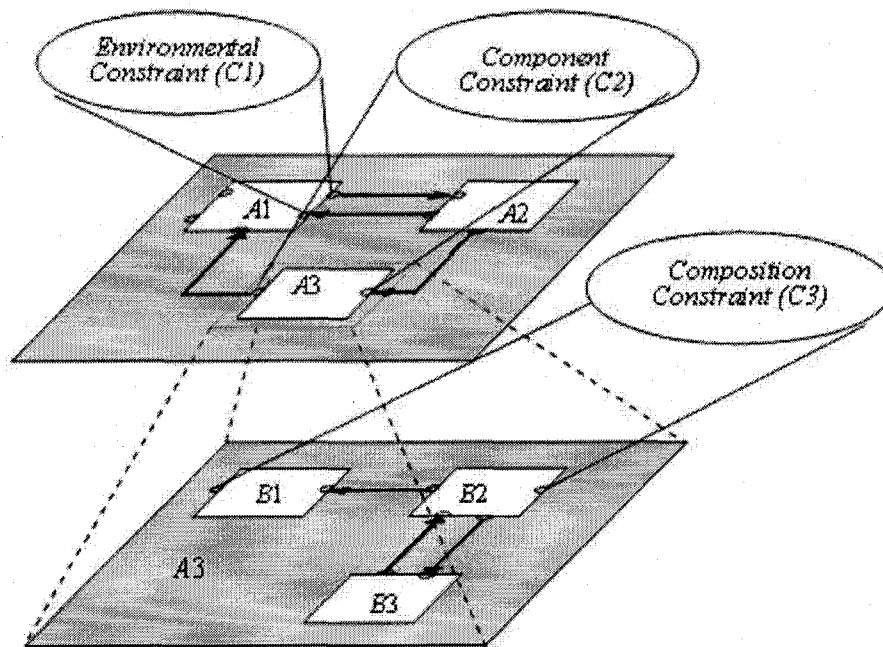 Environmental
Constraint (C1)
Component
Constraint (C2)
A1
A2
A3
Composition
Constraint (C3)
B1
B2
A3
B3